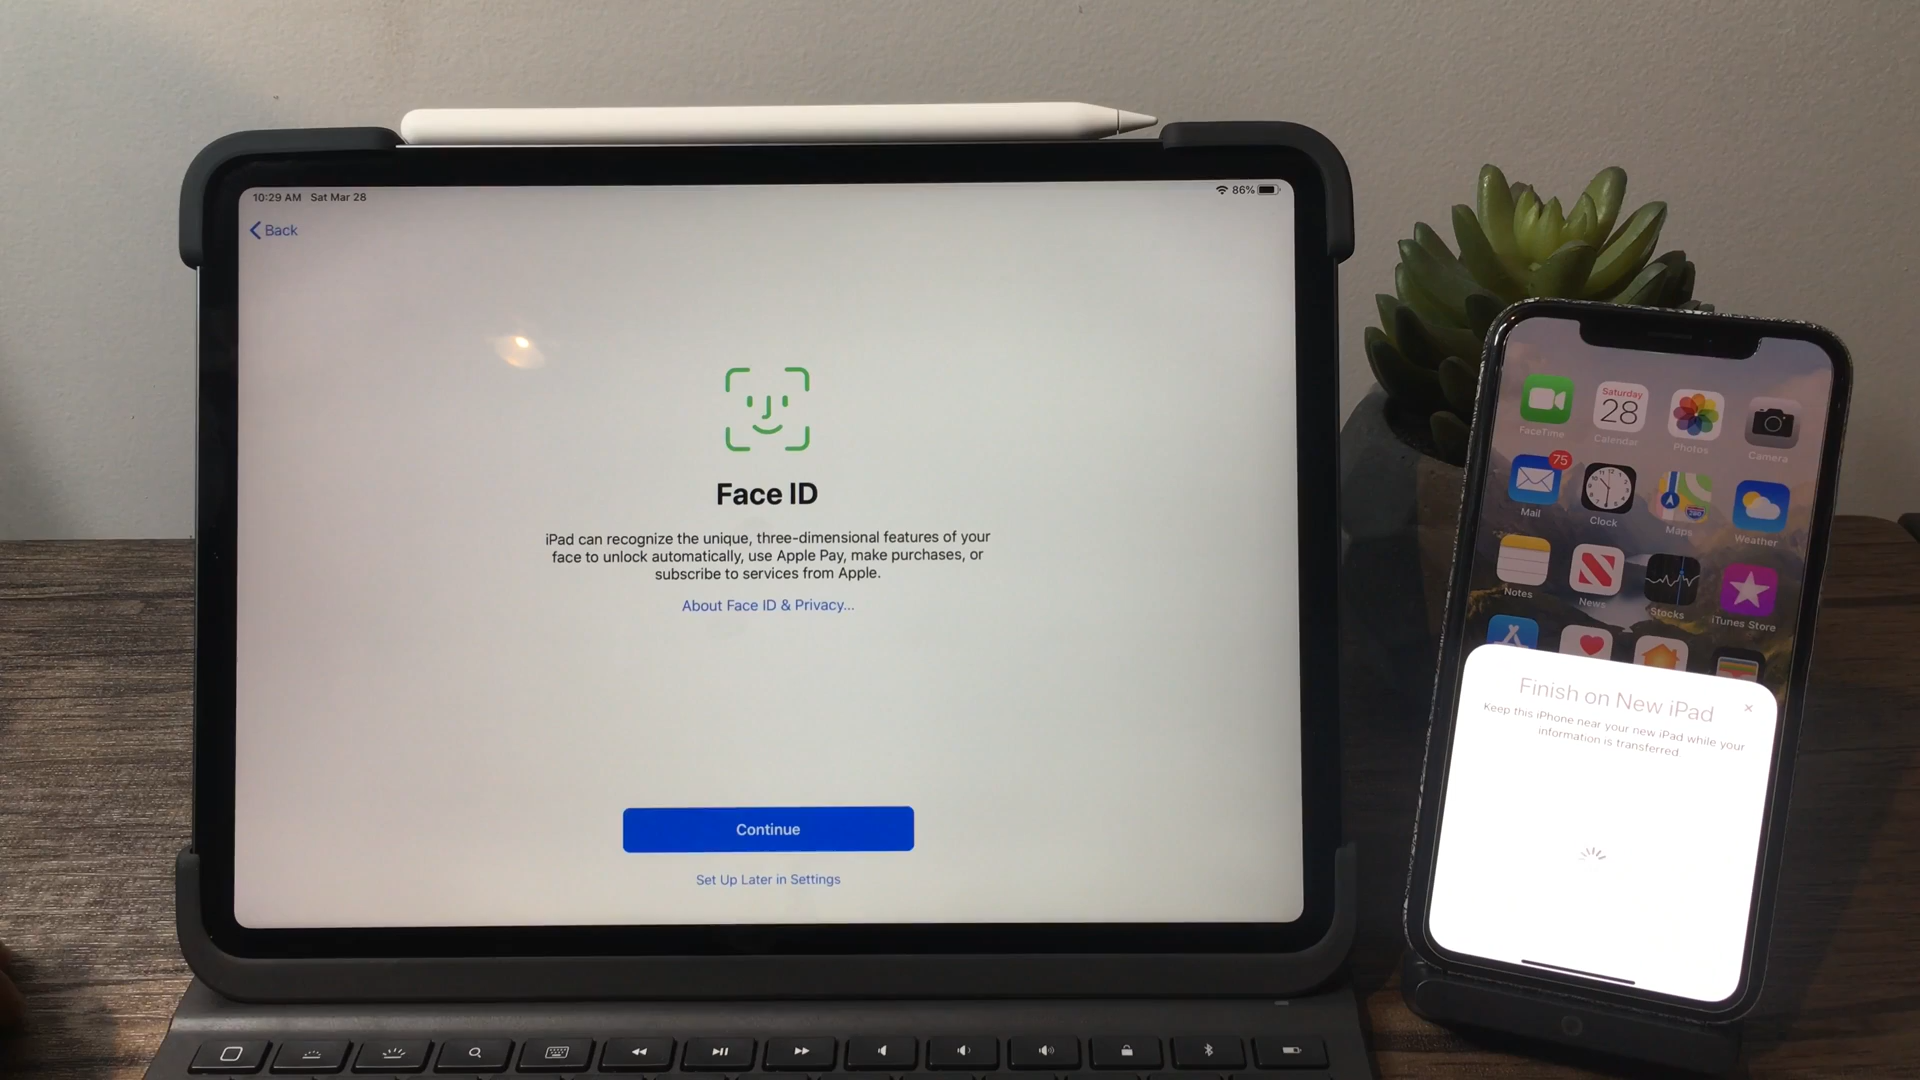 10:29 AM Sat Mar 28
86%
Back
Face ID
iPad can recognize the unique, three-dimensional features of your
face to unlock automatically, use Apple Pay, make purchases, or
subscribe to services from Apple.
About Face ID & Privacy...
Continue
Set Up Later in Settings
Saturday
28
FaceTime
Calendar
Photos
Camera
75
Mail
Clock
Maps
Weather
Notes
News
Stocks
iTunes Store
Finish on New iPad
Keep this iPhone near your new iPad while your
information is transferred